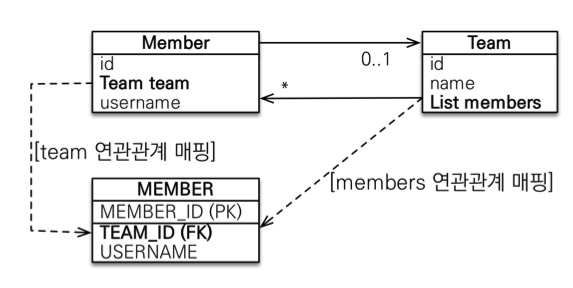 Member
id
Team team
username
0..1
*
Team
id
name
List members
[team 연관관계 매핑]
[members 연관관계 매핑]
MEMBER
MEMBER_ID (PK)
TEAM_ID (FK)
USERNAME